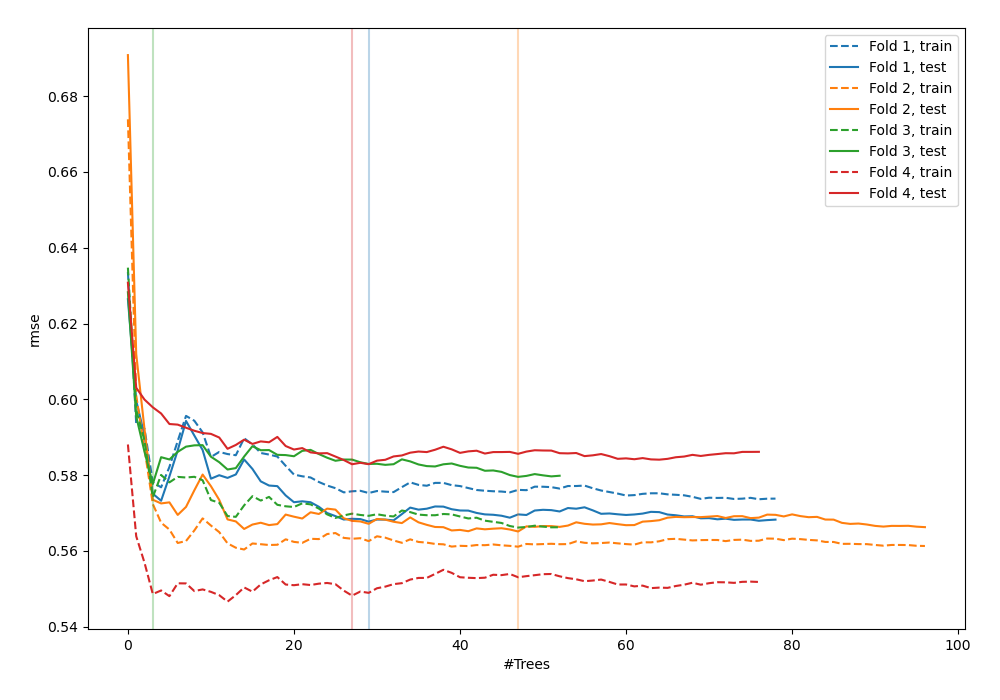 0.68
0.66
0.64
0.62
0.60
0.58
0.56
0.54
rmse
0
20
40
60
80
100
#Trees
Fold 1, train
Fold 1, test
Fold 2, train
Fold 2, test
Fold 3, train
Fold 3, test
Fold 4, train
Fold 4, test